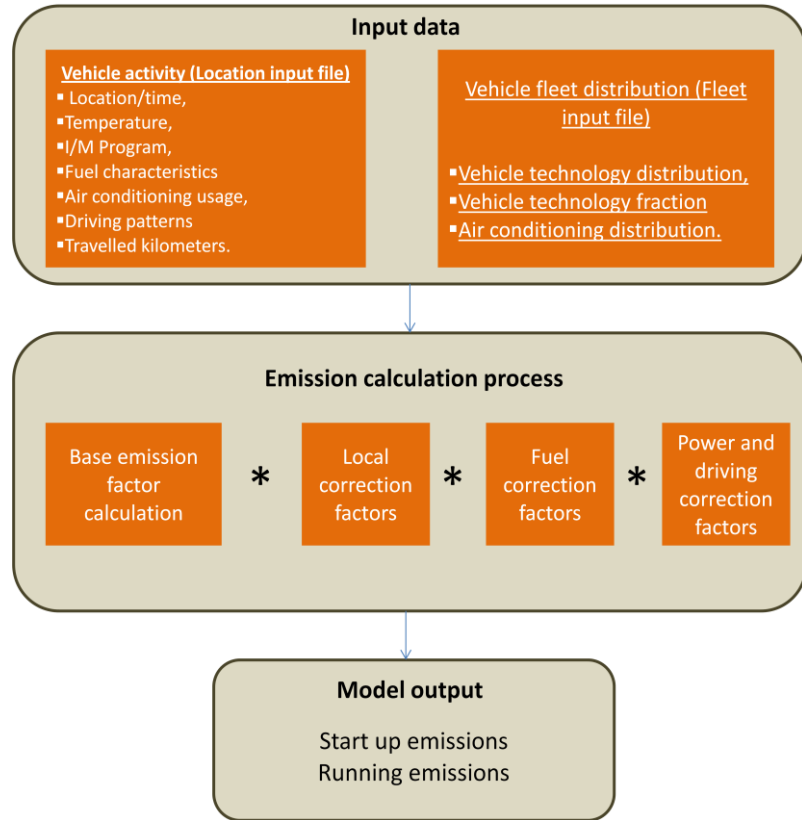 Input data
Vehicle activity (Location input file)
▪ Location/time,
▪Temperature,
▪I/M Program,
▪Fuel characteristics
▪Air conditioning usage,
▪Driving patterns
▪Travelled kilometers.
Vehicle fleet distribution (Fleet
input file)
▪Vehicle technology distribution,
▪Vehicle technology fraction
▪Air conditioning distribution.
Emission calculation process
Base emission
factor
calculation
*
Local
correction
factors
*
Fuel
correction
factors
*
Power and
driving
correction
factors
Model output
Start up emissions
Running emissions